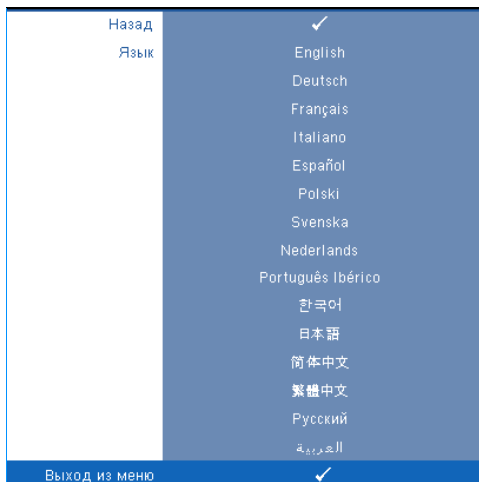 Назад ✓
Язык English
Deutsch
Français
Italiano
Español
Polski
Svenska
Nederlands
Português Ibérico
한국어
日本語
简体中文
繁體中文
Русский
العربية
Выход из меню ✓